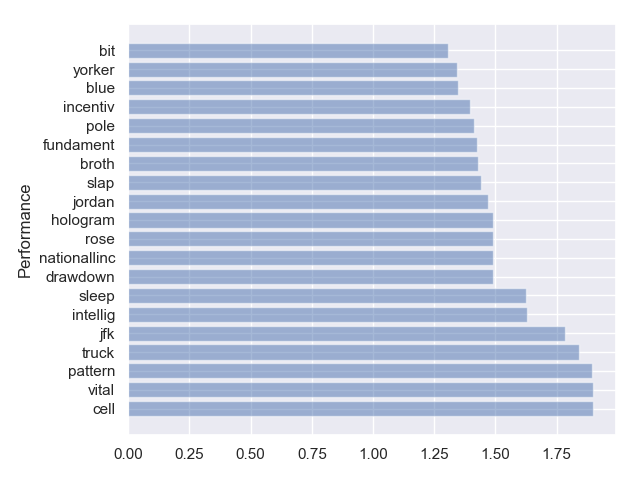 bit
yorker
blue
incentiv
pole
fundament
broth
slap
jordan
hologram
rose
nationallinc
drawdown
sleep
intellig
jfk
truck
pattern
vital
cell
Performance
0.00 0.25 0.50 0.75 1.00 1.25 1.50 1.75